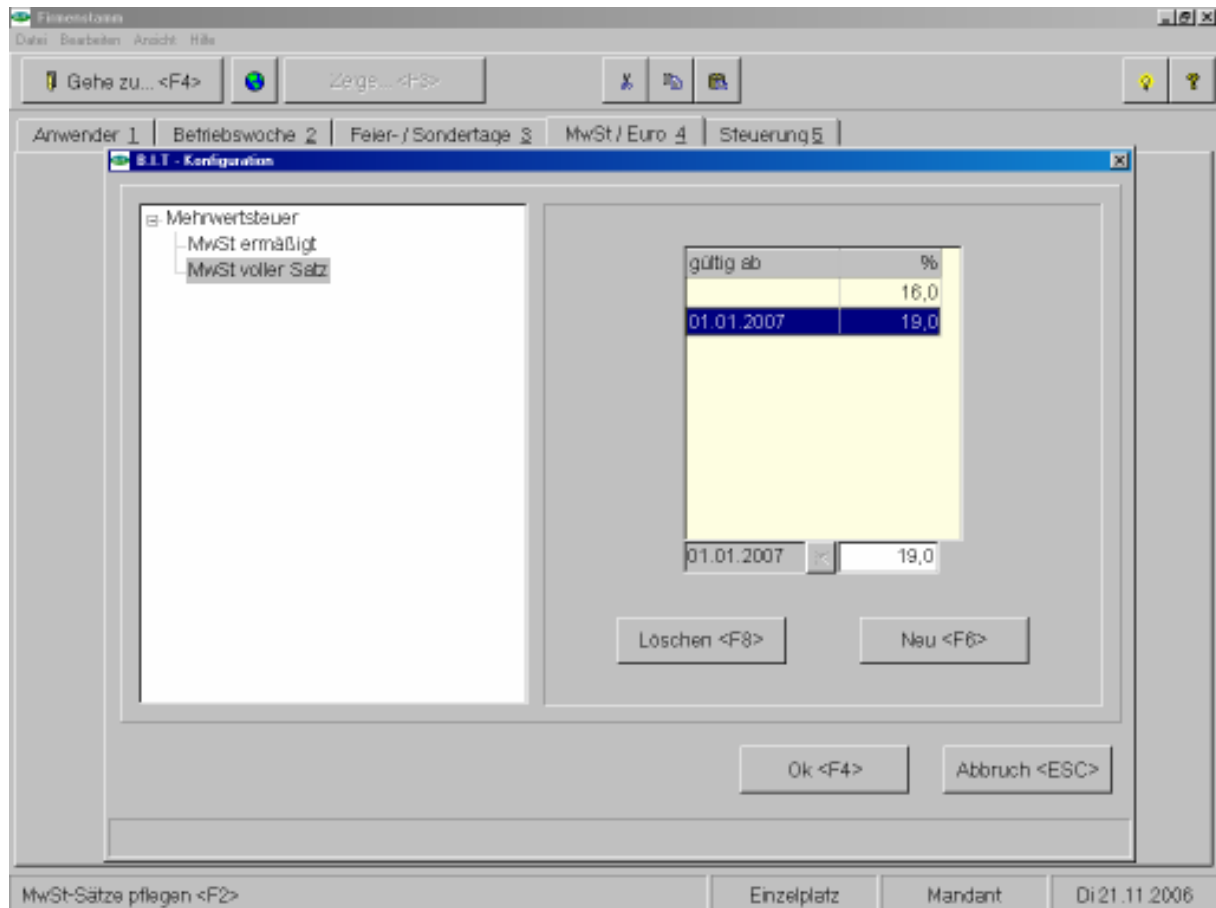 Firmenstamm
Datei Bearbeiten Ansicht Hilfe
Gehe zu... <F4>
Zeige... <F3>
Anwender 1 Betriebswoche 2 Feier- / Sondertage 3 MwSt / Euro 4 Steuerung 5
B.I.T - Konfiguration
Mehrwertsteuer
MwSt ermäßigt
MwSt voller Satz
gültig ab %
16,0
01.01.2007 19,0
01.01.2007 19,0
Löschen <F8> Neu <F6>
Ok <F4> Abbruch <ESC>
MwSt-Sätze pflegen <F2> Einzelplatz Mandant Di 21.11.2006